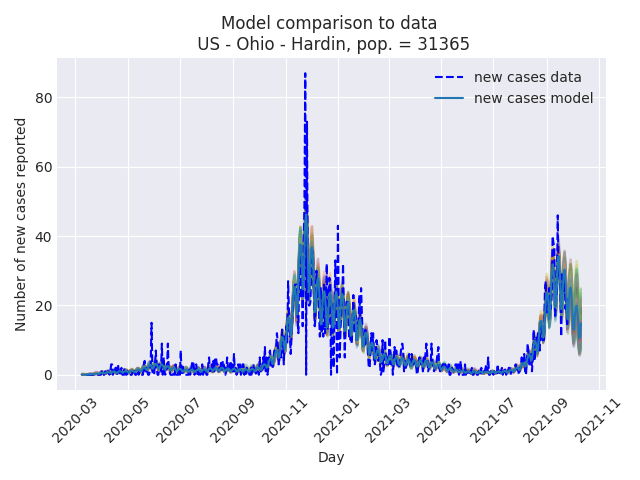 Model comparison to data
US - Ohio - Hardin, pop. = 31365
new cases data
new cases model
Number of new cases reported
80
60
40
20
0
2020-03
2020-05
2020-07
2020-09
2020-11
2021-01
2021-03
2021-05
2021-07
2021-09
2021-11
Day